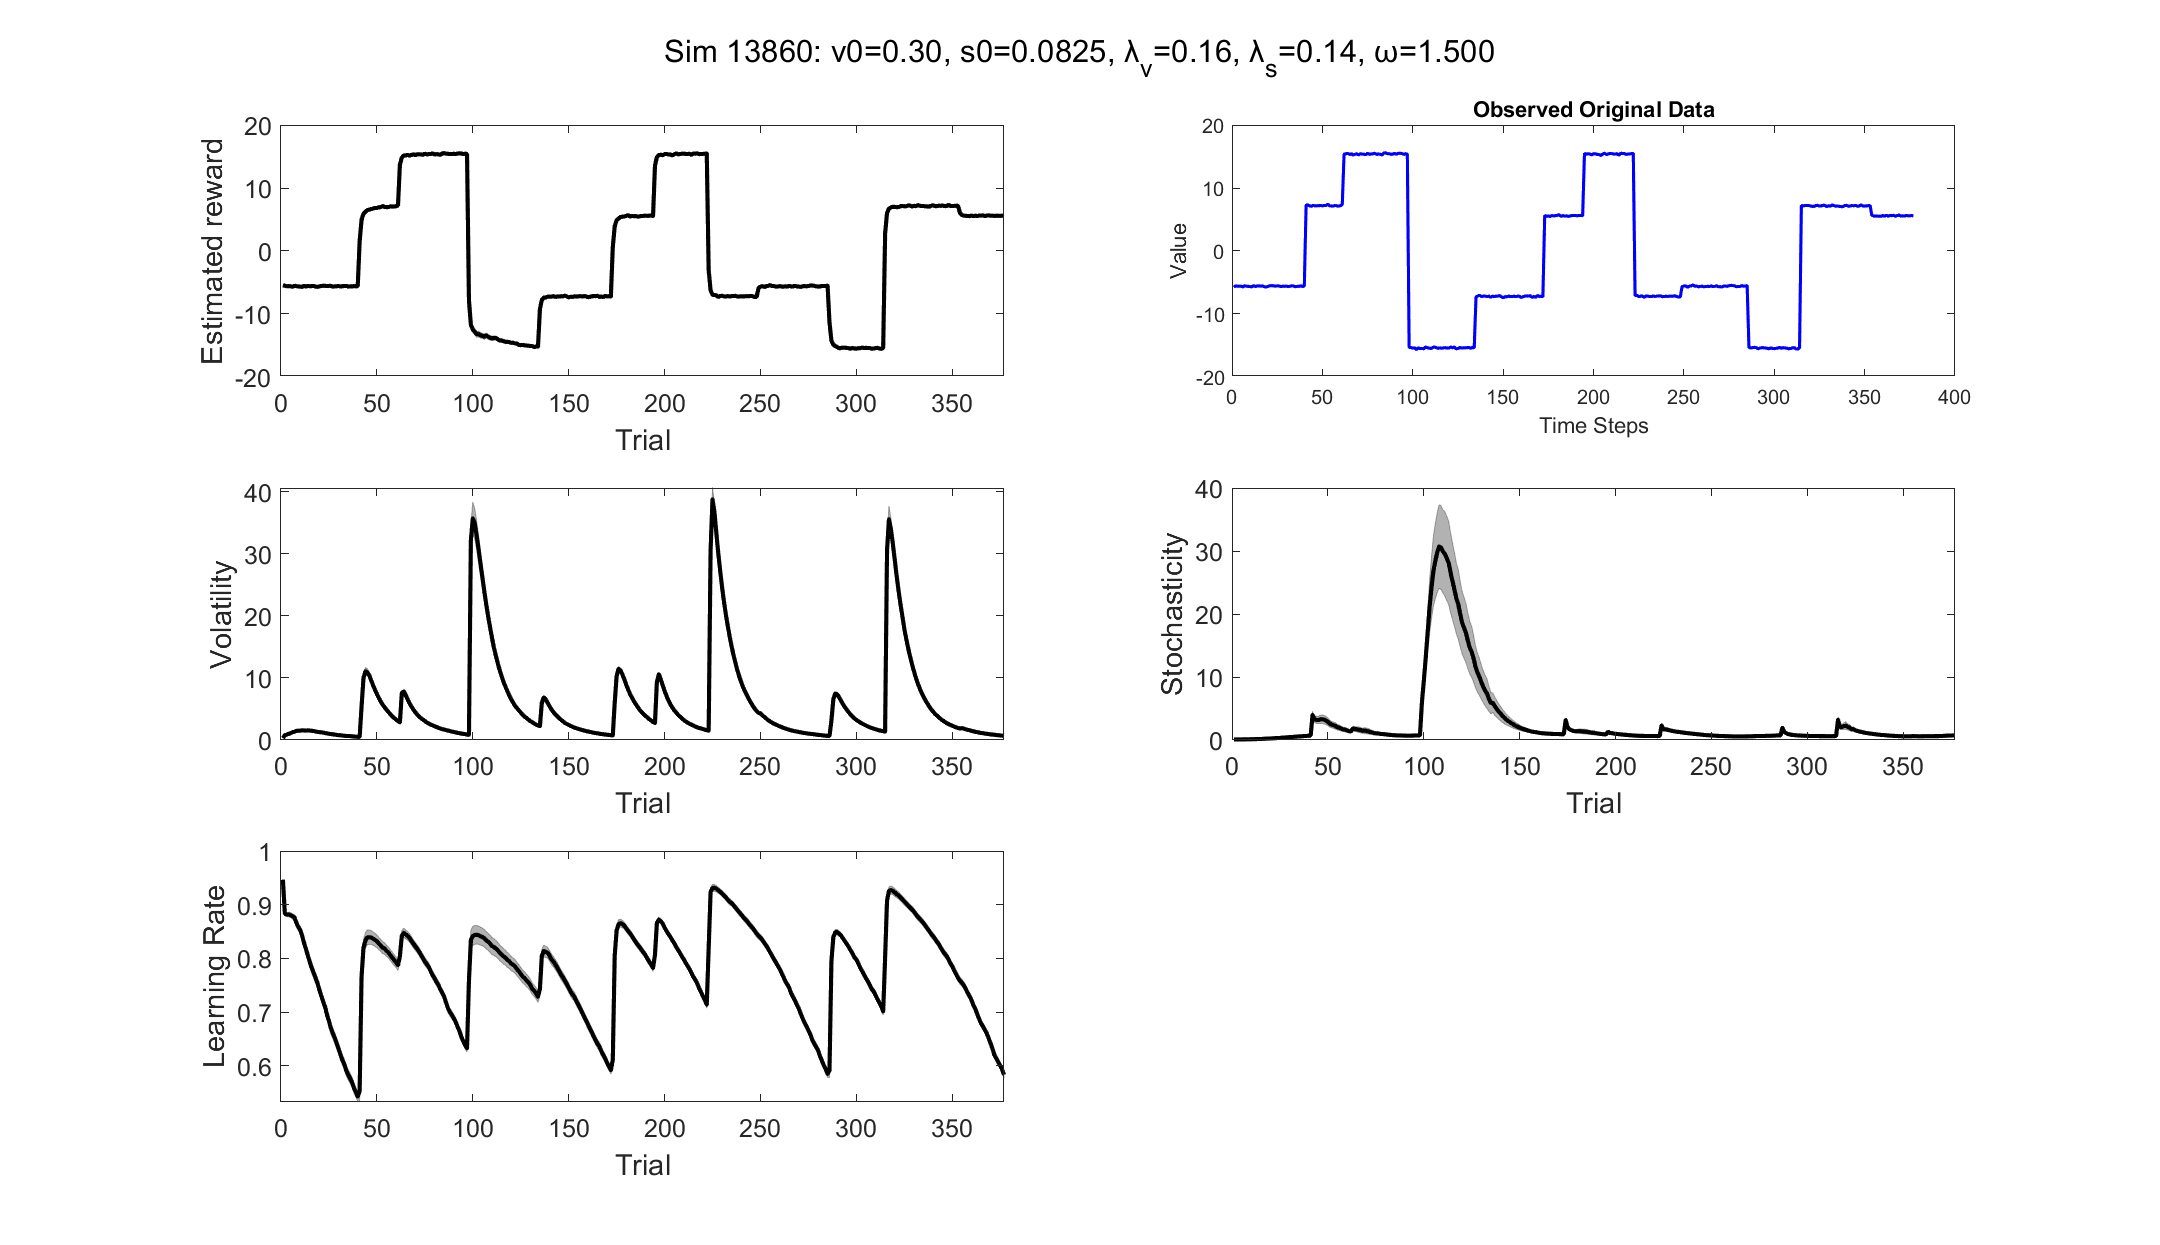 Sim 13860: v0=0.30, s0=0.0825, λv=0.16, λs=0.14, ω=1.500
Estimated reward
20
10
0
-10
-20
0 50 100 150 200 250 300 350
Trial
Observed Original Data
Value
20
10
0
-10
-20
0 50 100 150 200 250 300 350 400
Time Steps
Volatility
40
30
20
10
0
0 50 100 150 200 250 300 350
Trial
Stochasticity
40
30
20
10
0
0 50 100 150 200 250 300 350
Trial
Learning Rate
1
0.9
0.8
0.7
0.6
0 50 100 150 200 250 300 350
Trial